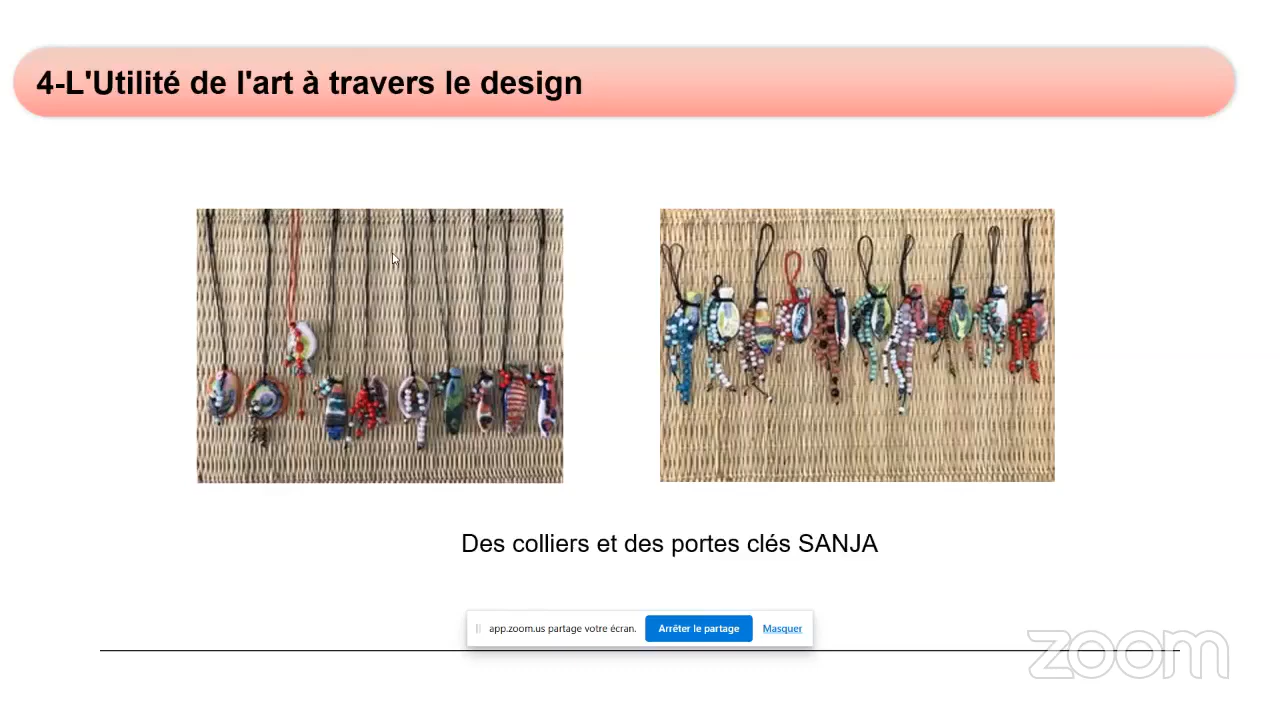 4-L'Utilité de l'art à travers le design
Des colliers et des portes clés SANJA
app.zoom.us partage votre écran. Arrêter le partage Masquer
zoom